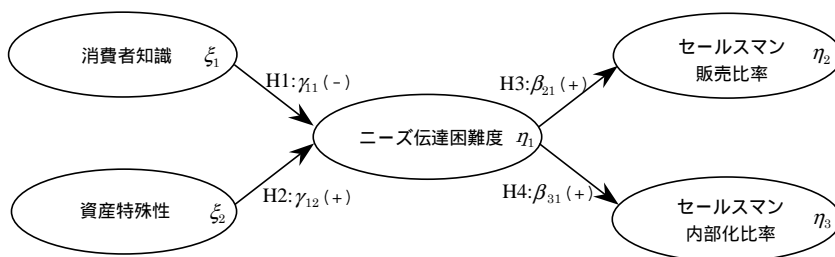 消費者知識 ξ₁
H1:γ₁₁(-)
資産特殊性 ξ₂
H2:γ₁₂(+)
ニーズ伝達困難度 η₁
H3:β₂₁(+)
セールスマン
販売比率 η₂
H4:β₃₁(+)
セールスマン
内部化比率 η₃